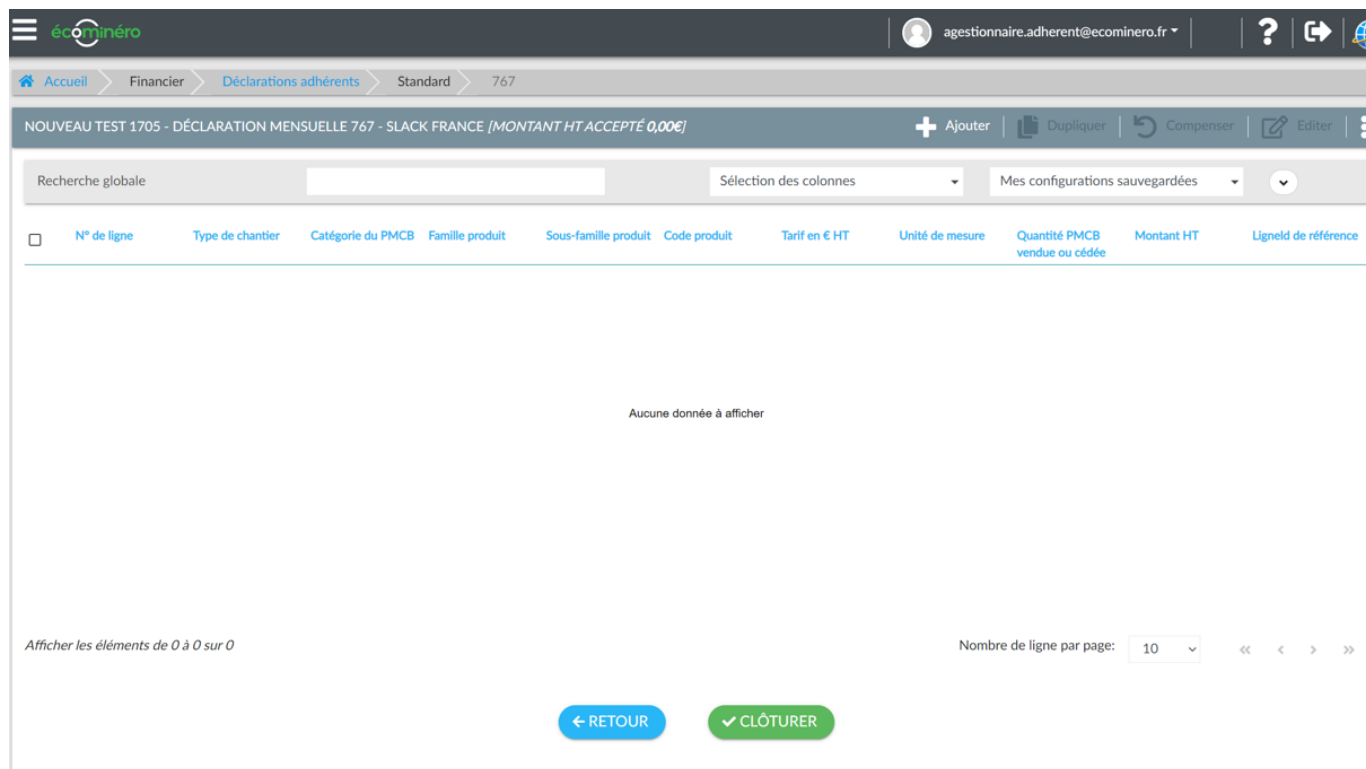 écominéro
agestionnaire.adherent@ecominero.fr
?
Accueil Financier Déclarations adhérents Standard 767
NOUVEAU TEST 1705 - DÉCLARATION MENSUELLE 767 - SLACK FRANCE [MONTANT HT ACCEPTÉ 0,00€] Ajouter Dupliquer Compenser Editer
Recherche globale Sélection des colonnes Mes configurations sauvegardées
N° de ligne Type de chantier Catégorie du PMCB Famille produit Sous-famille produit Code produit Tarif en € HT Unité de mesure Quantité PMCB Montant HT LigneId de référence
vendue ou cédée
Aucune donnée à afficher
Afficher les éléments de 0 à 0 sur 0 Nombre de ligne par page: 10
RETOUR CLÔTURER